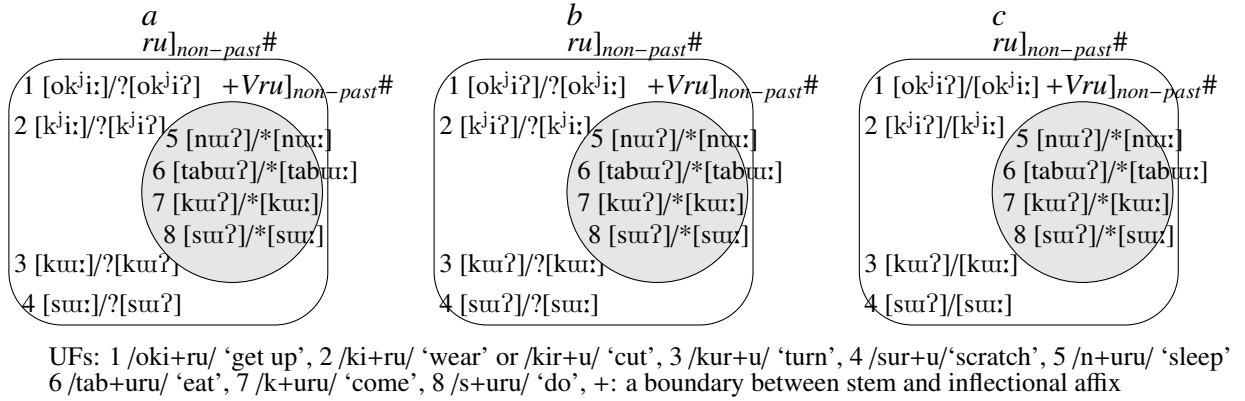 a
ru]non−past#
1 [okʲiː]/?[okʲiʔ] +Vru]non−past#
2 [kʲiː]/?[kʲiʔ]
5 [nɯʔ]/*[nɯː]
6 [tabɯʔ]/*[tabɯː]
7 [kɯʔ]/*[kɯː]
8 [sɯʔ]/*[sɯː]
3 [kɯː]/?[kɯʔ]
4 [sɯː]/?[sɯʔ]
b
ru]non−past#
1 [okʲiʔ]/?[okʲiː] +Vru]non−past#
2 [kʲiʔ]/?[kʲiː]
5 [nɯʔ]/*[nɯː]
6 [tabɯʔ]/*[tabɯː]
7 [kɯʔ]/*[kɯː]
8 [sɯʔ]/*[sɯː]
3 [kɯʔ]/?[kɯː]
4 [sɯʔ]/?[sɯː]
c
ru]non−past#
1 [okʲiʔ]/[okʲiː] +Vru]non−past#
2 [kʲiʔ]/[kʲiː]
5 [nɯʔ]/*[nɯː]
6 [tabɯʔ]/*[tabɯː]
7 [kɯʔ]/*[kɯː]
8 [sɯʔ]/*[sɯː]
3 [kɯʔ]/[kɯː]
4 [sɯʔ]/[sɯː]
UFs: 1 /oki+ru/ ‘get up’, 2 /ki+ru/ ‘wear’ or /kir+u/ ‘cut’, 3 /kur+u/ ‘turn’, 4 /sur+u/‘scratch’, 5 /n+uru/ ‘sleep’
6 /tab+uru/ ‘eat’, 7 /k+uru/ ‘come’, 8 /s+uru/ ‘do’, +: a boundary between stem and inflectional affix